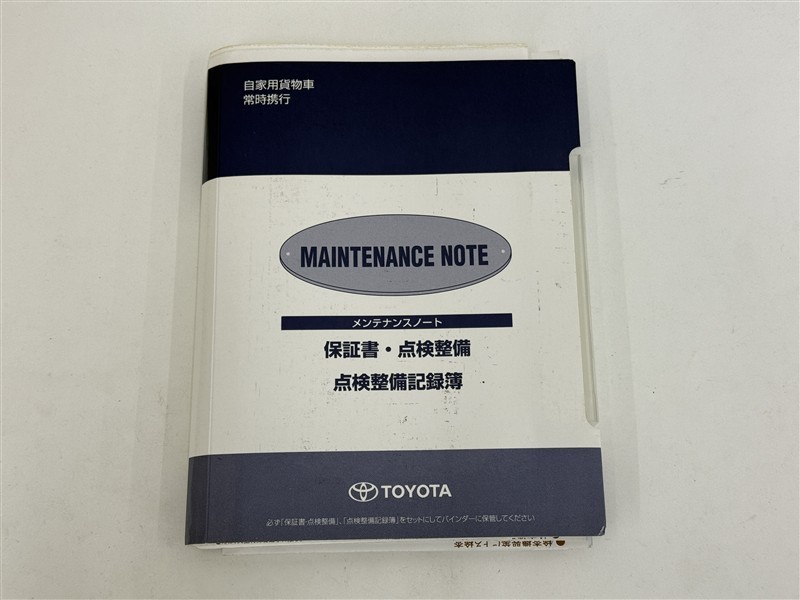 自家用貨物車
常時携行
MAINTENANCE NOTE
メンテナンスノート
保証書・点検整備
点検整備記録簿
TOYOTA
必ず「保証書・点検整備」、「点検整備記録簿」をセットにしてバインダーに保管してください